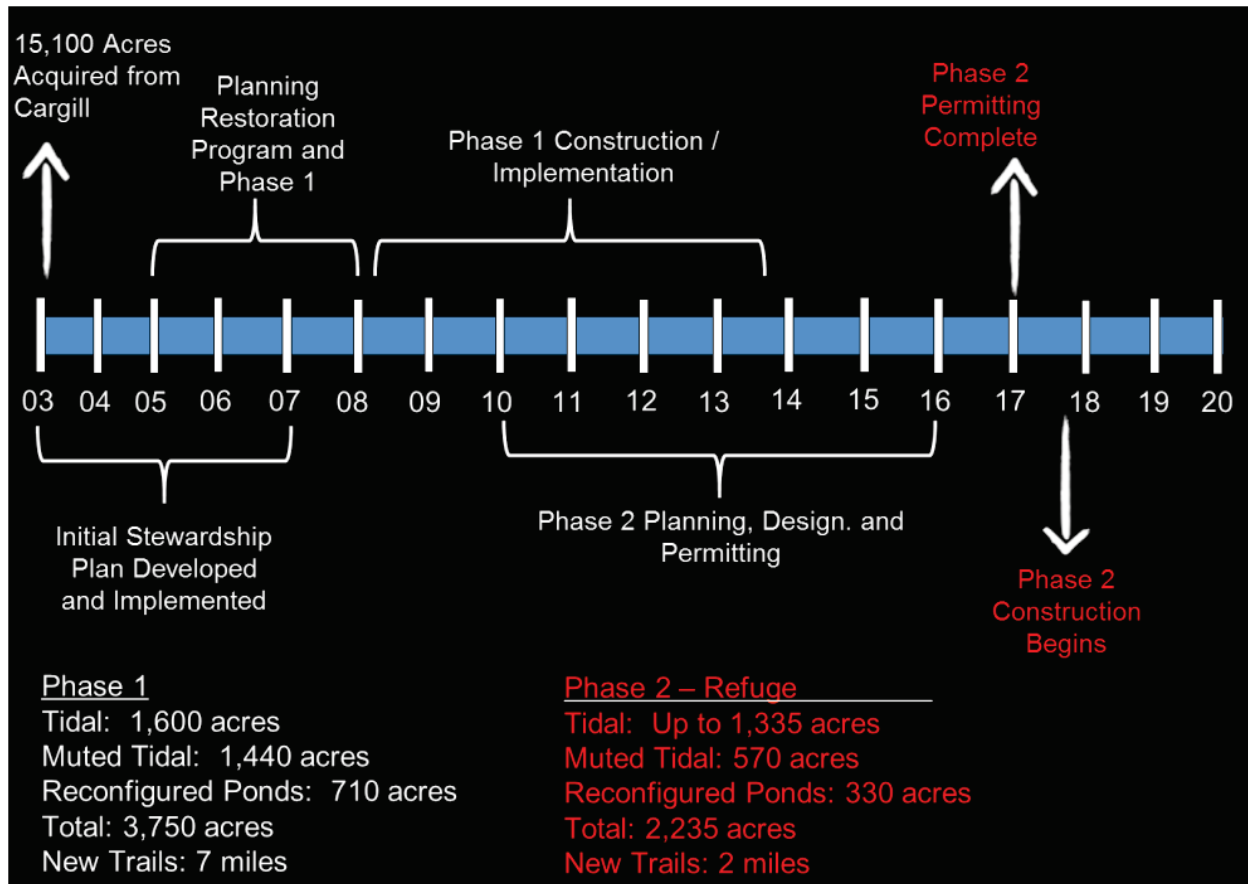 15,100 Acres
Acquired from
Cargill
Planning
Restoration
Program and
Phase 1
Phase 1 Construction /
Implementation
Phase 2
Permitting
Complete
03 04 05 06 07 08 09 10 11 12 13 14 15 16 17 18 19 20
Initial Stewardship
Plan Developed
and Implemented
Phase 2 Planning, Design. and
Permitting
Phase 2
Construction
Begins
Phase 1
Tidal: 1,600 acres
Muted Tidal: 1,440 acres
Reconfigured Ponds: 710 acres
Total: 3,750 acres
New Trails: 7 miles
Phase 2 – Refuge
Tidal: Up to 1,335 acres
Muted Tidal: 570 acres
Reconfigured Ponds: 330 acres
Total: 2,235 acres
New Trails: 2 miles